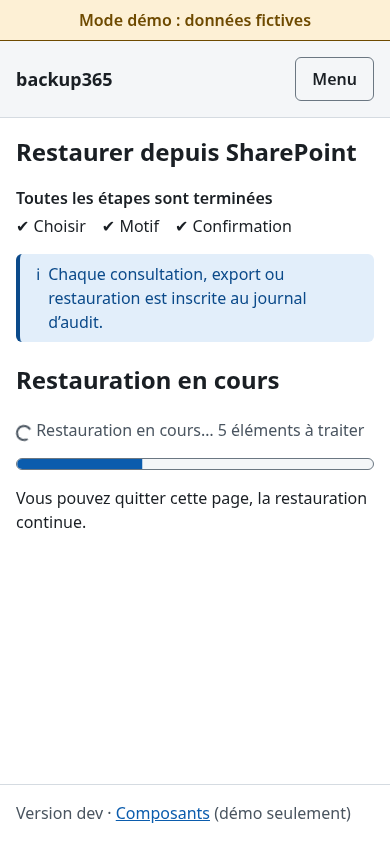 Mode démo : données fictives
backup365
Menu
Restaurer depuis SharePoint
Toutes les étapes sont terminées
✔ Choisir ✔ Motif ✔ Confirmation
i Chaque consultation, export ou
restauration est inscrite au journal
d’audit.
Restauration en cours
Restauration en cours… 5 éléments à traiter
Vous pouvez quitter cette page, la restauration
continue.
Version dev · Composants (démo seulement)